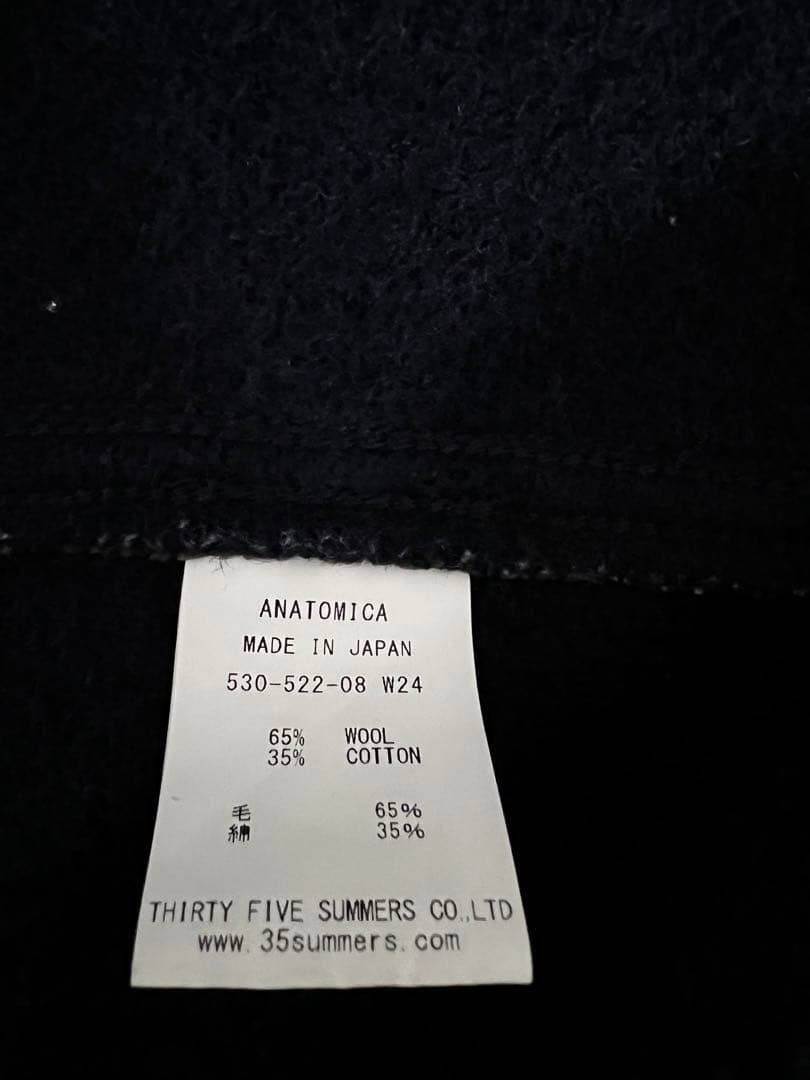 ANATOMICA
MADE IN JAPAN
530-522-08 W24
65% WOOL
35% COTTON
毛 65%
綿 35%
THIRTY FIVE SUMMERS CO.,LTD
www.35summers.com